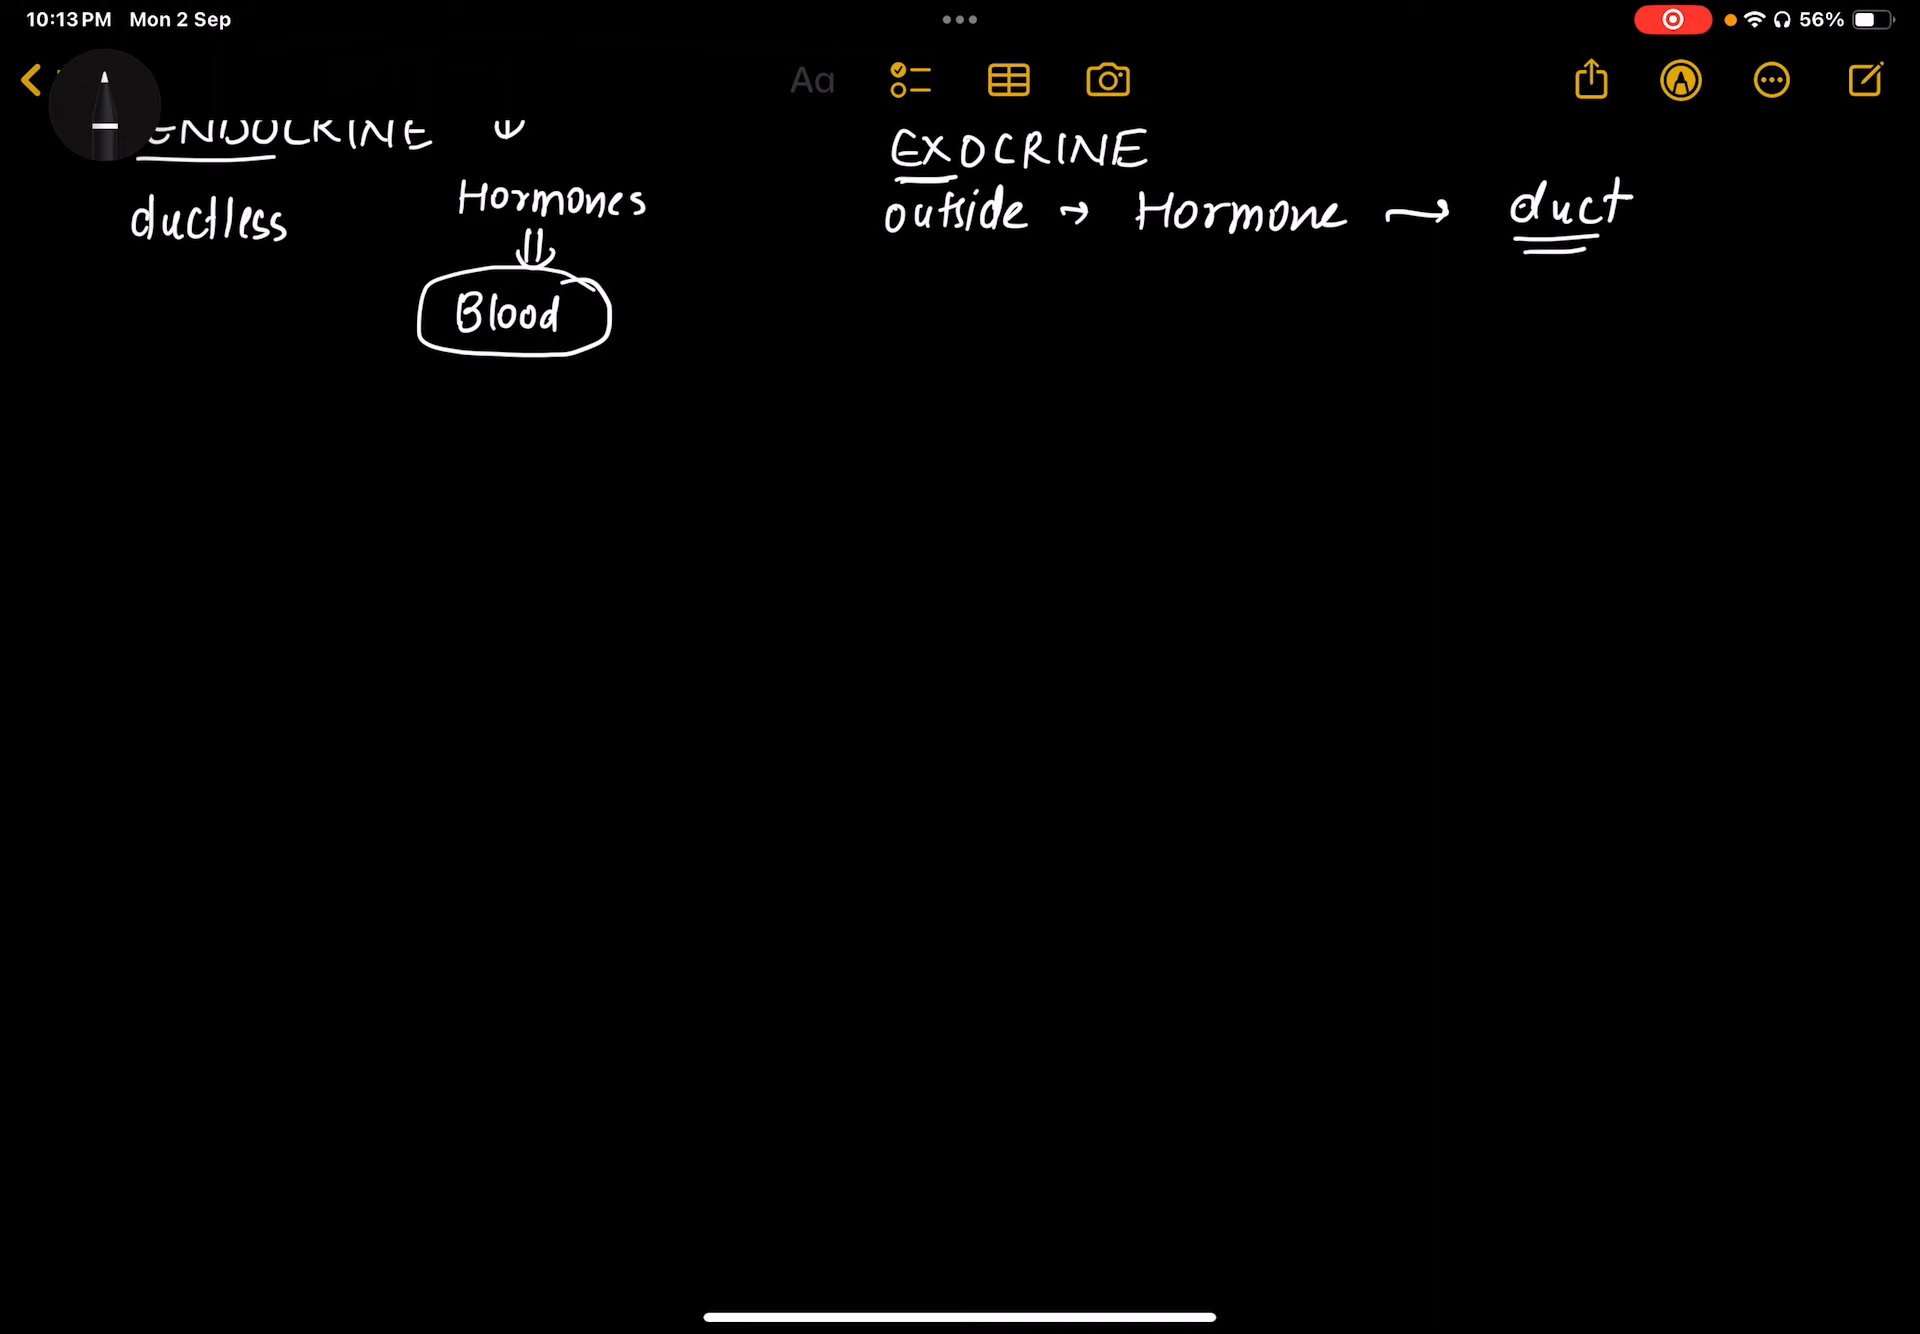 10:13 PM Mon 2 Sep
56%
Aa
ENDOCRINE
EXOCRINE
ductless
Hormones
outside → Hormone → duct
Blood